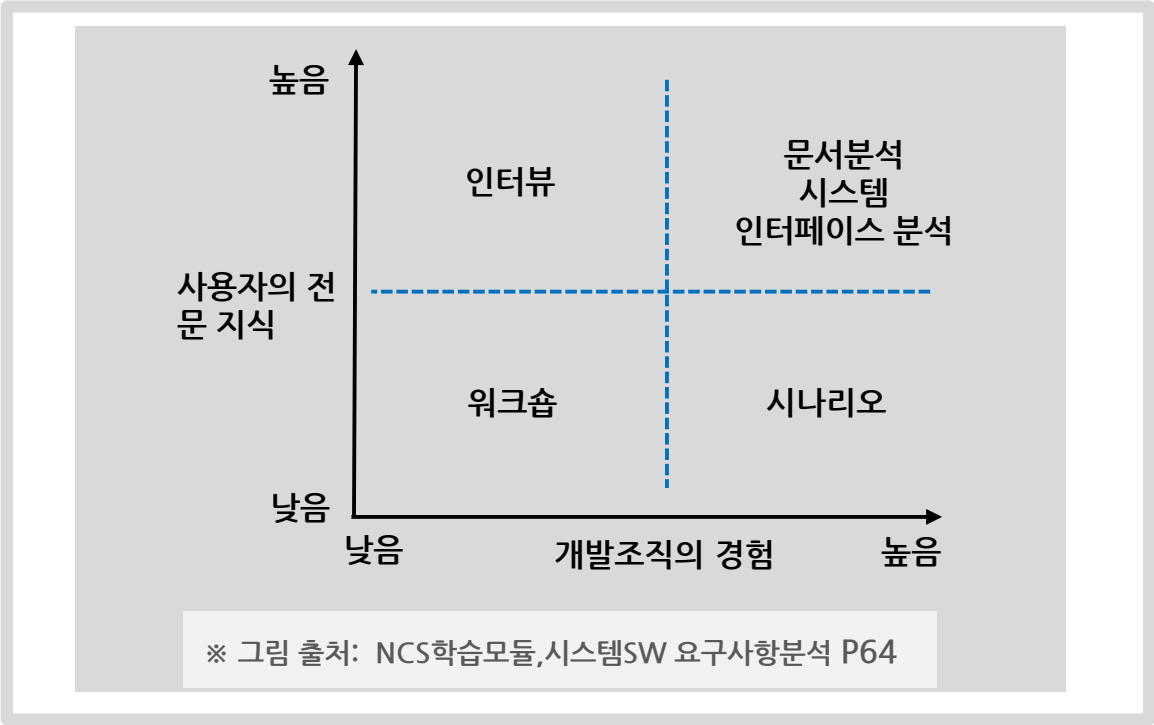 높음
인터뷰
문서분석
시스템
인터페이스 분석
사용자의 전
문 지식
워크숍
시나리오
낮음
낮음
개발조직의 경험
높음
※ 그림 출처: NCS학습모듈,시스템SW 요구사항분석 P64